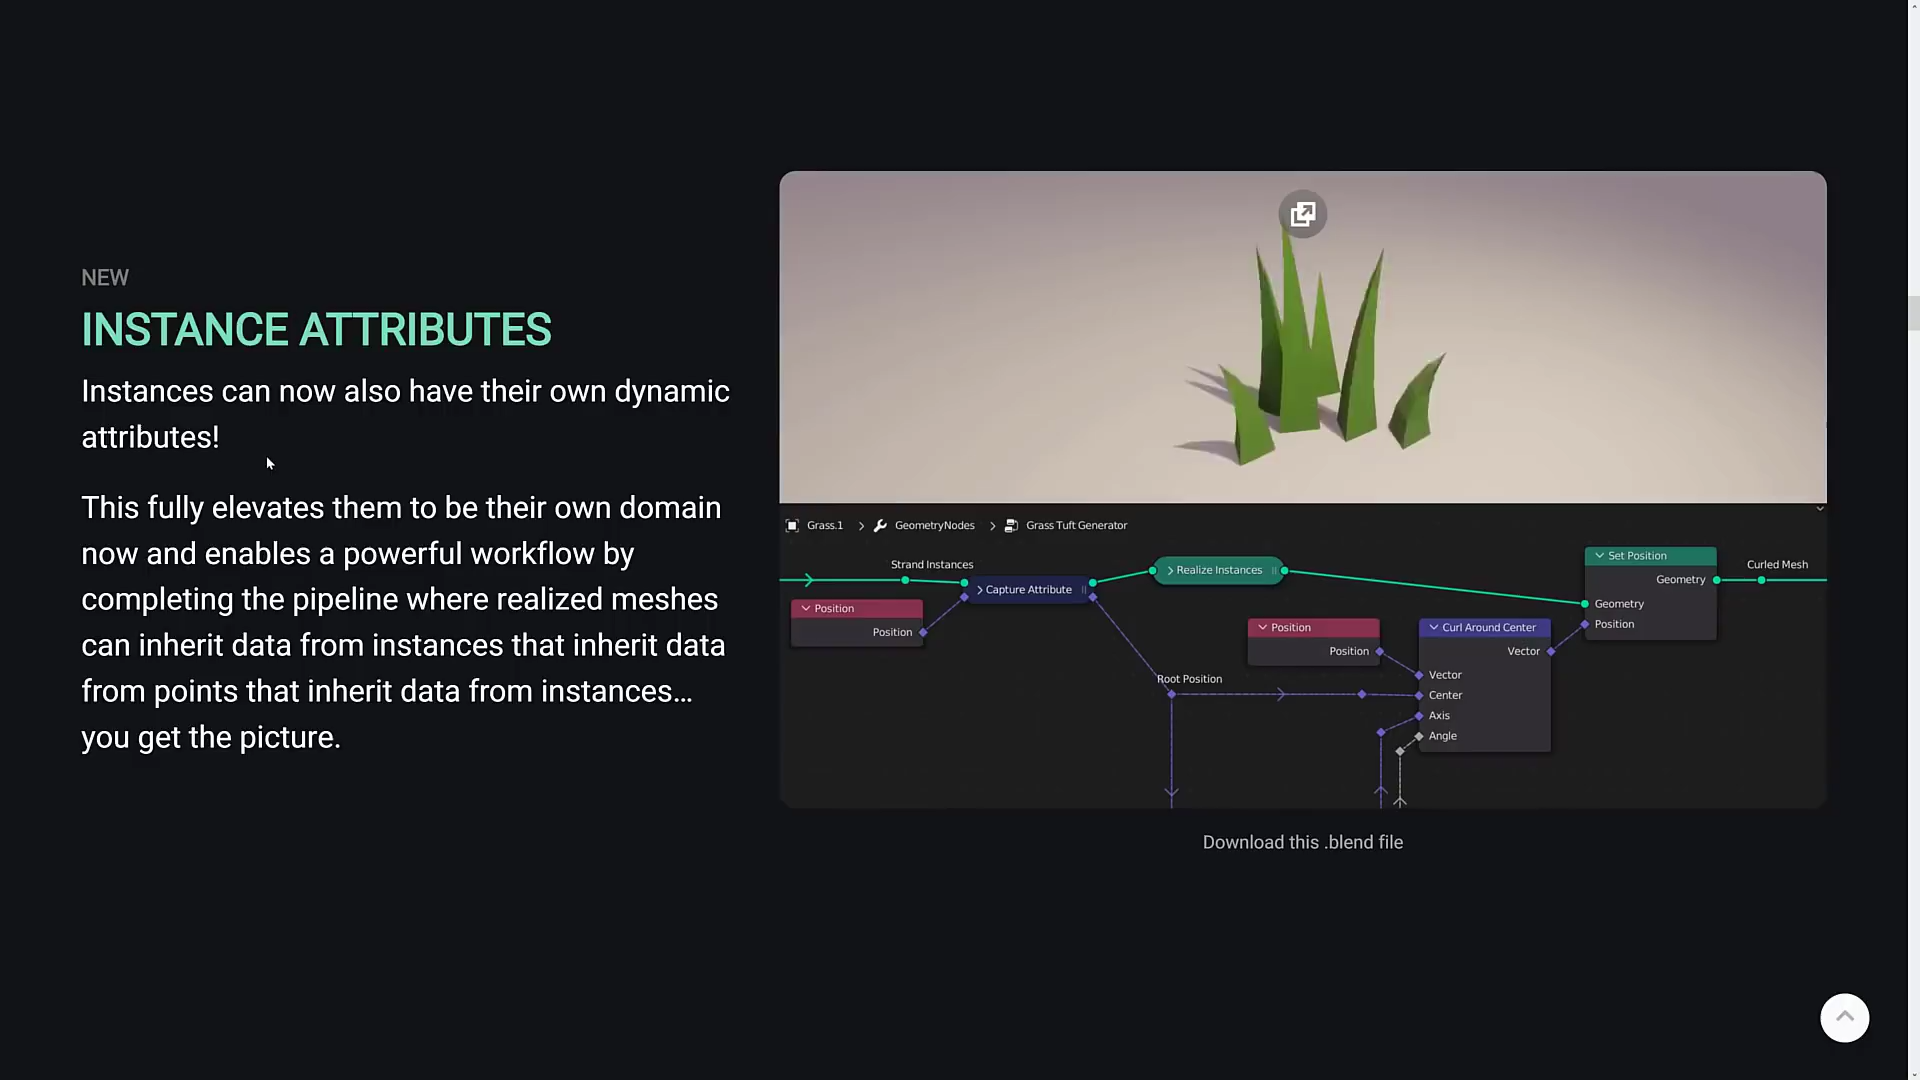 NEW
INSTANCE ATTRIBUTES
Instances can now also have their own dynamic
attributes!
This fully elevates them to be their own domain
now and enables a powerful workflow by
completing the pipeline where realized meshes
can inherit data from instances that inherit data
from points that inherit data from instances…
you get the picture.
Grass.1 > GeometryNodes > Grass Tuft Generator
Strand Instances
Capture Attribute
Position
Position
Realize Instances
Root Position
Position
Position
Curl Around Center
Vector
Vector
Center
Axis
Angle
Set Position
Geometry
Geometry
Position
Curled Mesh
Download this .blend file